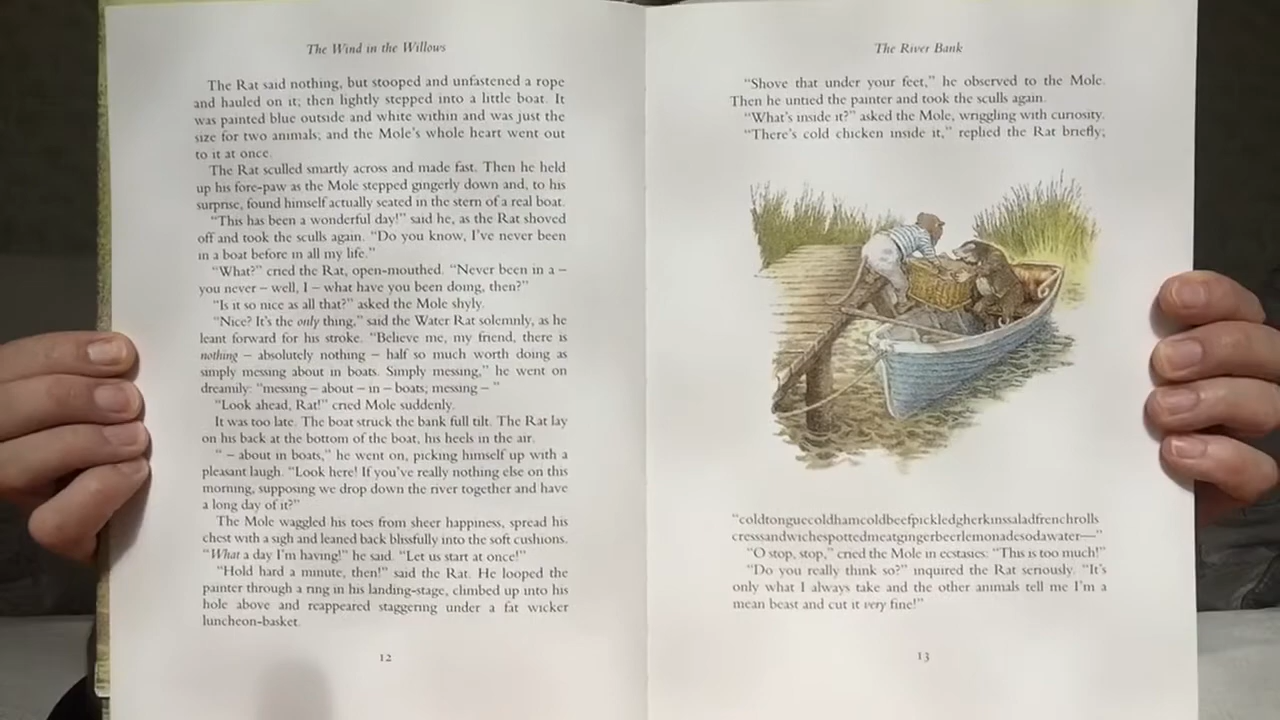 The Wind in the Willows
The Rat said nothing, but stooped and unfastened a rope
and hauled on it; then lightly stepped into a little boat. It
was painted blue outside and white within and was just the
size for two animals; and the Mole's whole heart went out
to it at once.
The Rat sculled smartly across and made fast. Then he held
up his fore-paw as the Mole stepped gingerly down and, to his
surprise, found himself actually seated in the stern of a real boat.
"This has been a wonderful day!" said he, as the Rat shoved
off and took the sculls again. "Do you know, I've never been
in a boat before in all my life."
"What?" cried the Rat, open-mouthed. "Never been in a –
you never – well, I – what have you been doing, then?"
"Is it so nice as all that?" asked the Mole shyly.
"Nice? It's the only thing," said the Water Rat solemnly, as he
leant forward for his stroke. "Believe me, my friend, there is
nothing – absolutely nothing – half so much worth doing as
simply messing about in boats. Simply messing," he went on
dreamily: "messing – about – in – boats; messing – "
"Look ahead, Rat!" cried Mole suddenly.
It was too late. The boat struck the bank full tilt. The Rat lay
on his back at the bottom of the boat, his heels in the air.
" – about in boats," he went on, picking himself up with a
pleasant laugh. "Look here! If you've really nothing else on this
morning, supposing we drop down the river together and have
a long day of it?"
The Mole waggled his toes from sheer happiness, spread his
chest with a sigh and leaned back blissfully into the soft cushions.
"What a day I'm having!" he said. "Let us start at once!"
"Hold hard a minute, then!" said the Rat. He looped the
painter through a ring in his landing-stage, climbed up into his
hole above and reappeared staggering under a fat wicker
luncheon-basket.
12
The River Bank
"Shove that under your feet," he observed to the Mole.
Then he untied the painter and took the sculls again.
"What's inside it?" asked the Mole, wriggling with curiosity.
"There's cold chicken inside it," replied the Rat briefly;
"coldtonguecoldhamcoldbeefpickledgherkinssaladfrenchrolls
cresssandwichespottedmeatgingerbeerlemonadesodawater—"
"O stop, stop," cried the Mole in ecstasies: "This is too much!"
"Do you really think so?" inquired the Rat seriously. "It's
only what I always take and the other animals tell me I'm a
mean beast and cut it very fine!"
13